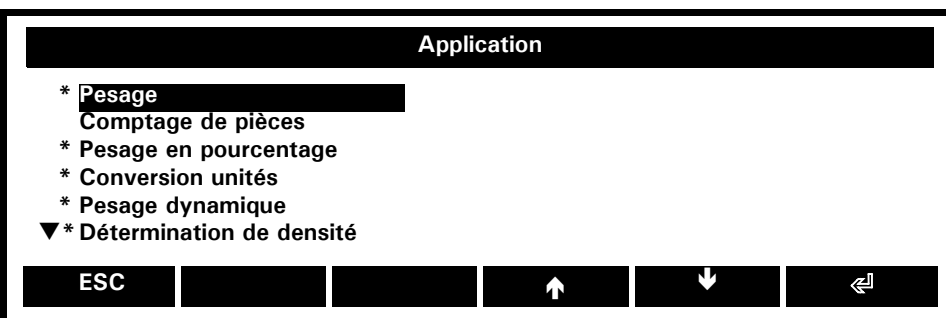 Application
* Pesage
Comptage de pièces
* Pesage en pourcentage
* Conversion unités
* Pesage dynamique
▼* Détermination de densité
ESC ↑ ↓ ↵